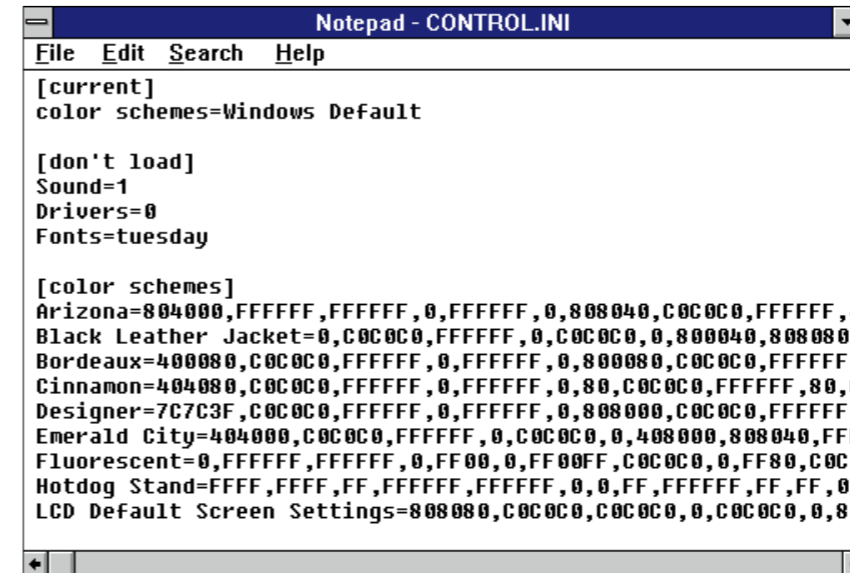 Notepad - CONTROL.INI
File Edit Search Help
[current]
color schemes=Windows Default
[don't load]
Sound=1
Drivers=0
Fonts=tuesday
[color schemes]
Arizona=804000,FFFFFF,FFFFFF,0,FFFFFF,0,808040,C0C0C0,FFFFFF,
Black Leather Jacket=0,C0C0C0,FFFFFF,0,C0C0C0,0,800040,808080
Bordeaux=400080,C0C0C0,FFFFFF,0,FFFFFF,0,800080,C0C0C0,FFFFFF
Cinnamon=404080,C0C0C0,FFFFFF,0,FFFFFF,0,80,C0C0C0,FFFFFF,80,
Designer=7C7C3F,C0C0C0,FFFFFF,0,FFFFFF,0,808000,C0C0C0,FFFFFF
Emerald City=404000,C0C0C0,FFFFFF,0,C0C0C0,0,408000,808040,FF
Fluorescent=0,FFFFFF,FFFFFF,0,FF00,0,FF00FF,C0C0C0,0,FF80,C0C
Hotdog Stand=FFFF,FFFF,FF,FFFFFF,FFFFFF,0,0,FF,FFFFFF,FF,FF,0
LCD Default Screen Settings=808080,C0C0C0,C0C0C0,0,C0C0C0,0,8